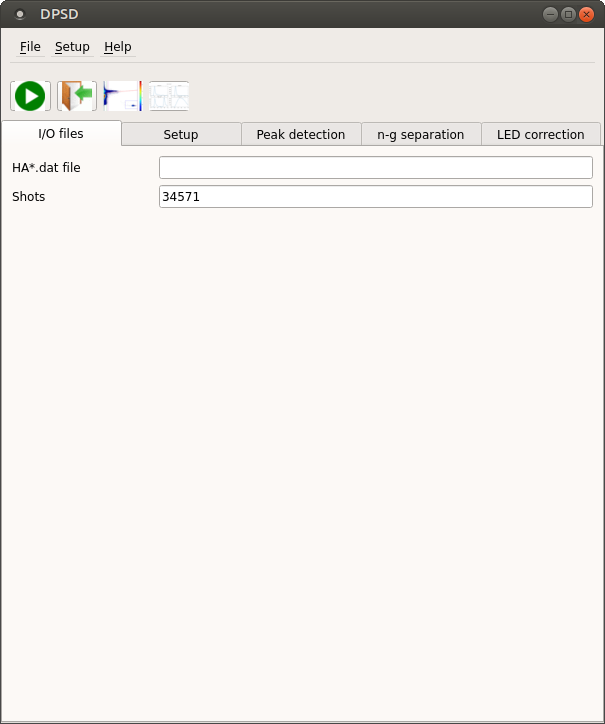 DPSD
File Setup Help
I/O files Setup Peak detection n-g separation LED correction
HA*.dat file
Shots 34571